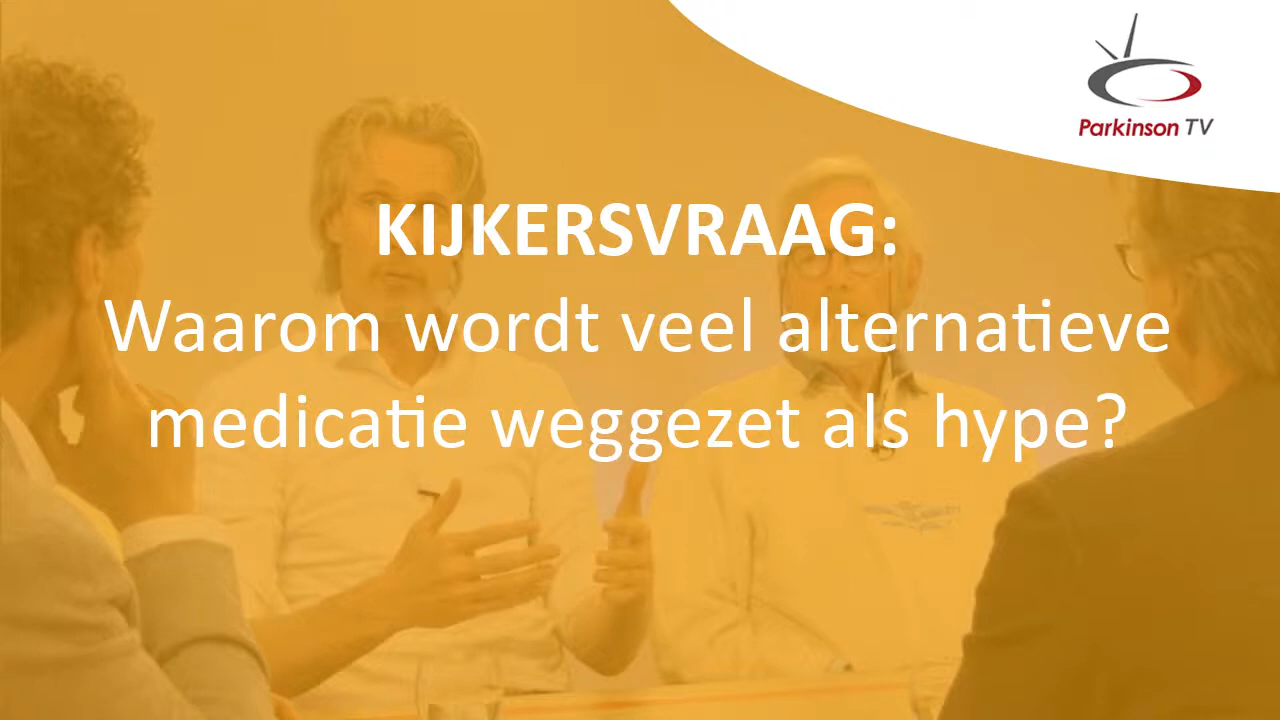 Parkinson TV
KIJKERSVRAAG:
Waarom wordt veel alternatieve
medicatie weggezet als hype?